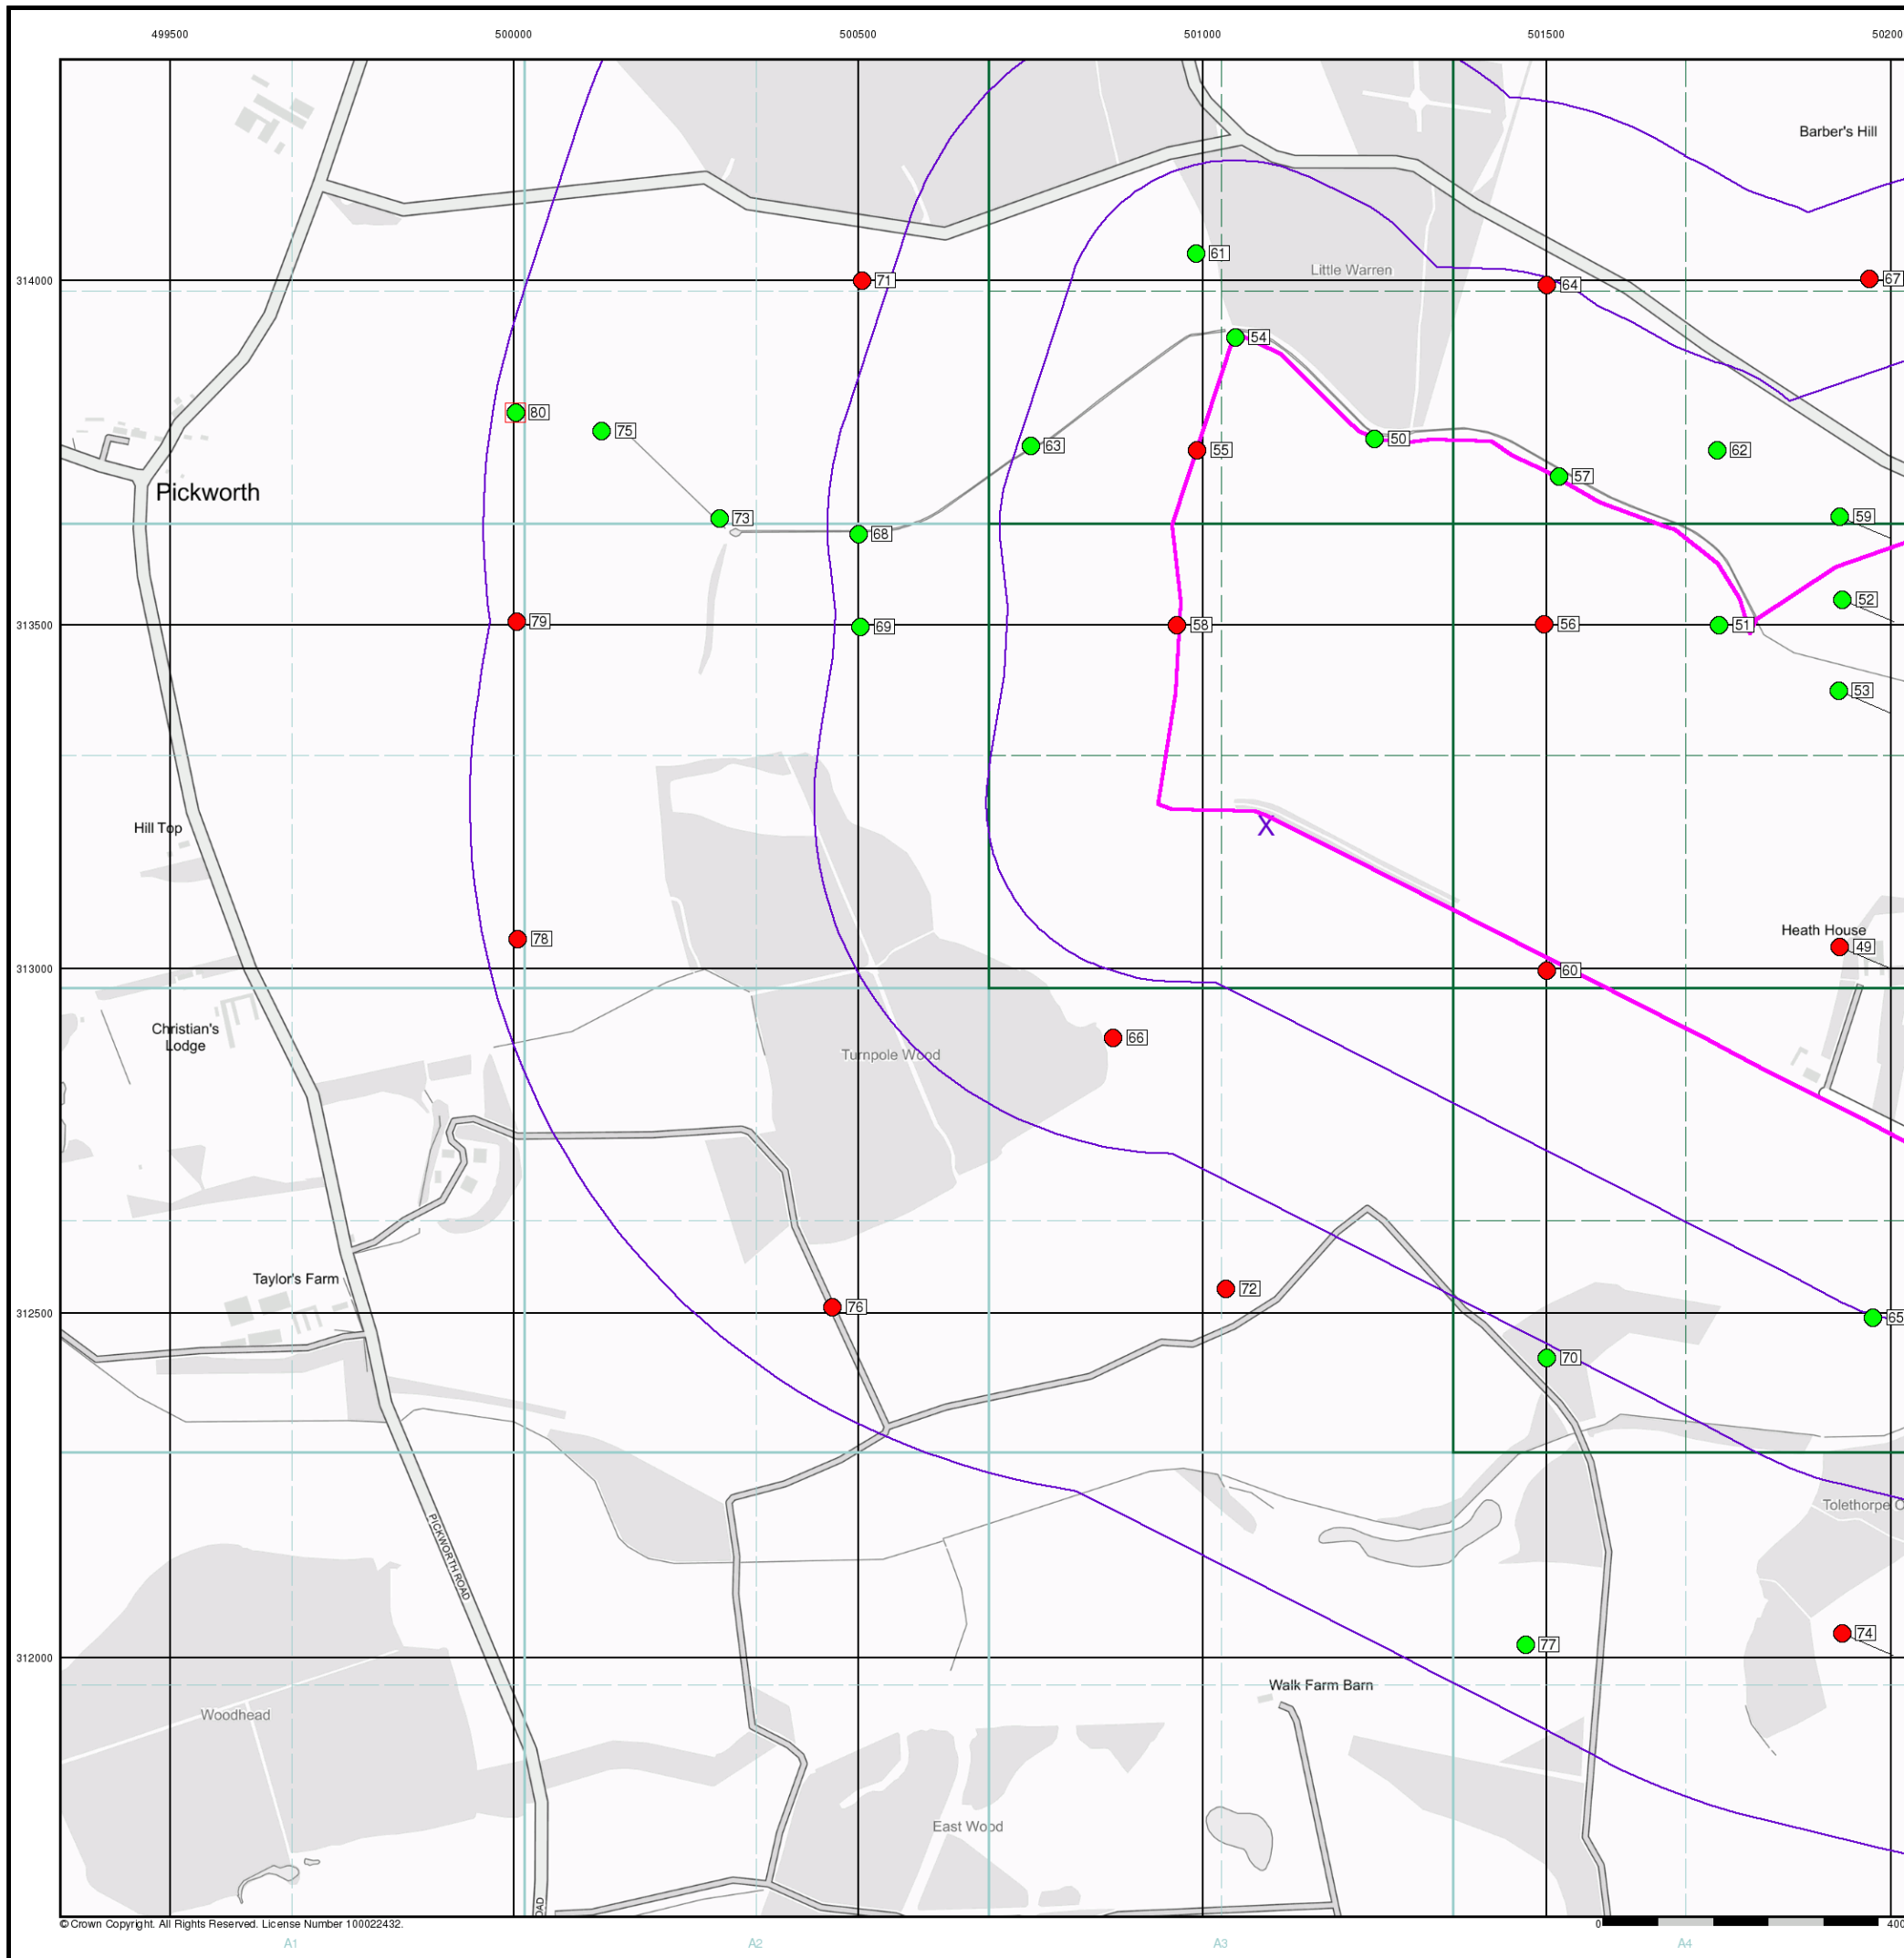 499500 500000 500500 501000 501500 50200
Barber's Hill
61
Little Warren
314000 71 64 67
54
80 75 63 55 50 62
57
Pickworth
73 68 59
52
79 69 58 56 51
313500
53
Hill Top
X
Heath House
78 49
313000 60
Christian's
Lodge
66
Turnpole Wood
Taylor's Farm
72
76
312500 65
70
PICKWORTH ROAD
Tolethorpe O
77 74
312000
Walk Farm Barn
Woodhead
East Wood
OAD
© Crown Copyright. All Rights Reserved. License Number 100022432.
0 400
A1 A2 A3 A4